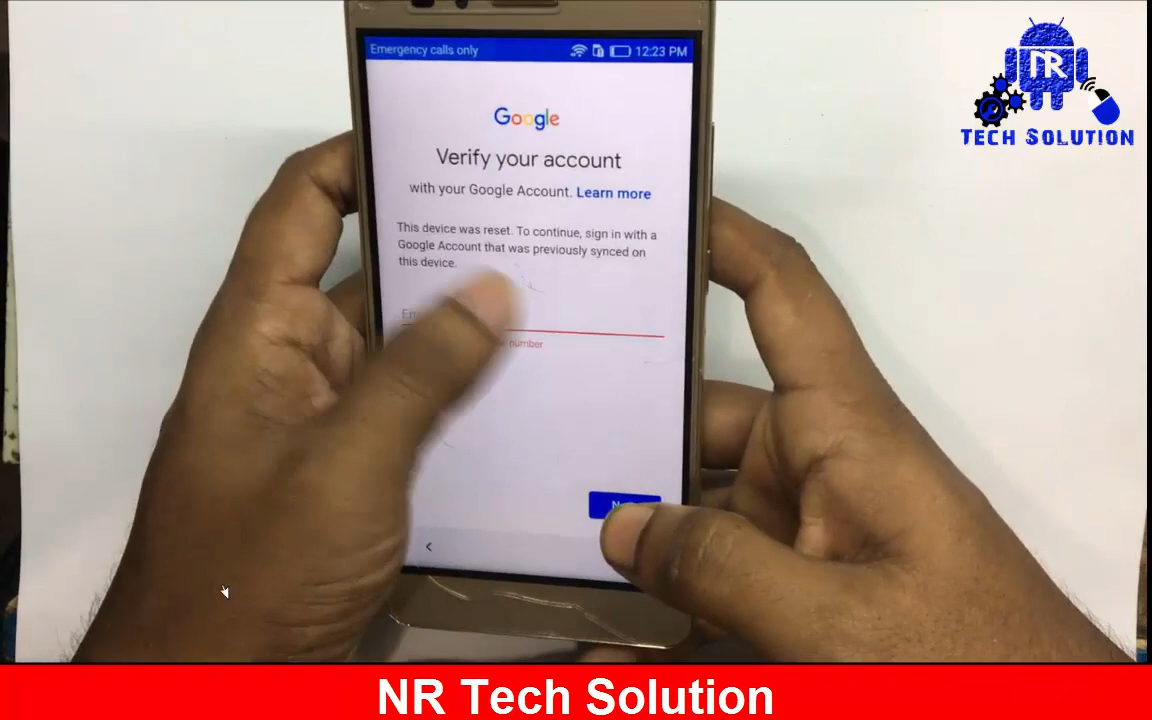 Emergency calls only
12:23 PM
NR
TECH SOLUTION
Google
Verify your account
with your Google Account. Learn more
This device was reset. To continue, sign in with a
Google Account that was previously synced on
this device.
number
NR Tech Solution